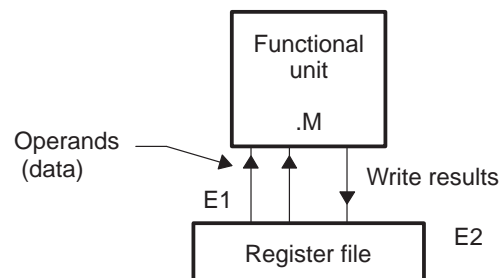 Functional
unit
.M
Operands
(data)
Write results
E1
E2
Register file